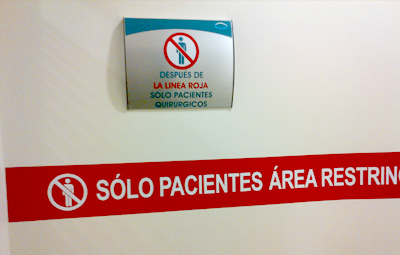 DESPUES DE
LA LINEA ROJA
SOLO PACIENTES
QUIRURGICOS
SÓLO PACIENTES ÁREA RESTRING